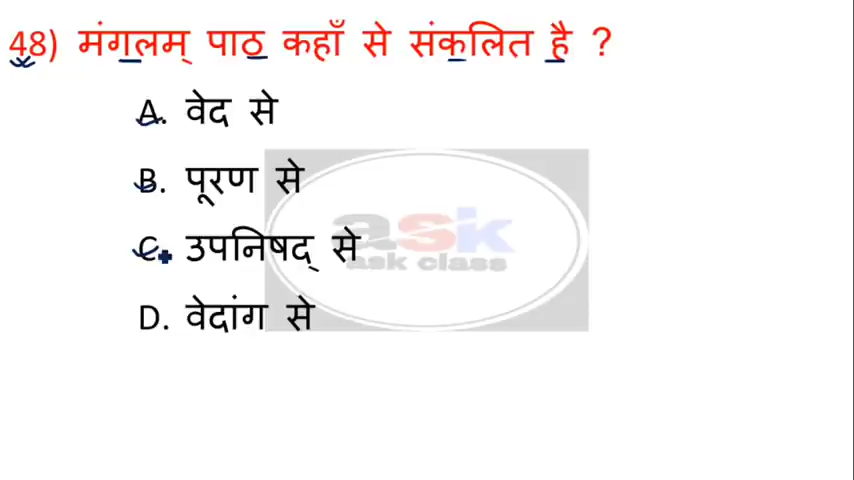 48) मंगलम् पाठ कहाँ से संकलित है ?
A. वेद से
B. पूरण से
C. उपनिषद् से
D. वेदांग से
ask
ask class